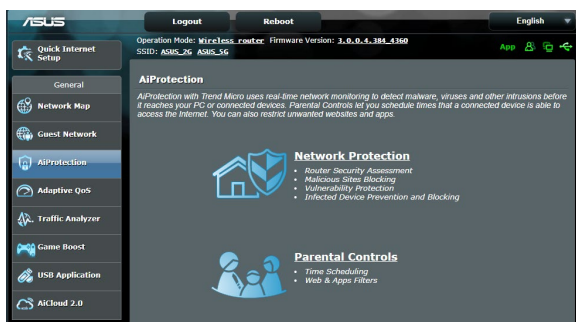 ASUS
Logout
Reboot
English
Quick Internet Setup
Operation Mode: Wireless router Firmware Version: 3.0.0.4.384_4360
SSID: ASUS_2G ASUS_5G
App
General
Network Map
Guest Network
AiProtection
Adaptive QoS
Traffic Analyzer
Game Boost
USB Application
AiCloud 2.0
AiProtection
AiProtection with Trend Micro uses real-time network monitoring to detect malware, viruses and other intrusions before
it reaches your PC or connected devices. Parental Controls let you schedule times that a connected device is able to
access the Internet. You can also restrict unwanted websites and apps.
Network Protection
• Router Security Assessment
• Malicious Sites Blocking
• Vulnerability Protection
• Infected Device Prevention and Blocking
Parental Controls
• Time Scheduling
• Web & Apps Filters